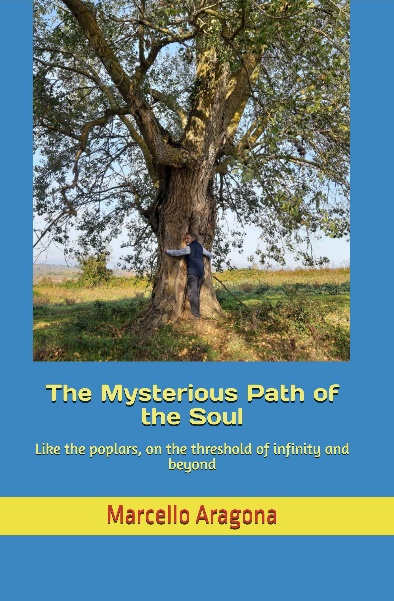 The Mysterious Path of
the Soul
Like the poplars, on the threshold of infinity and
beyond
Marcello Aragona